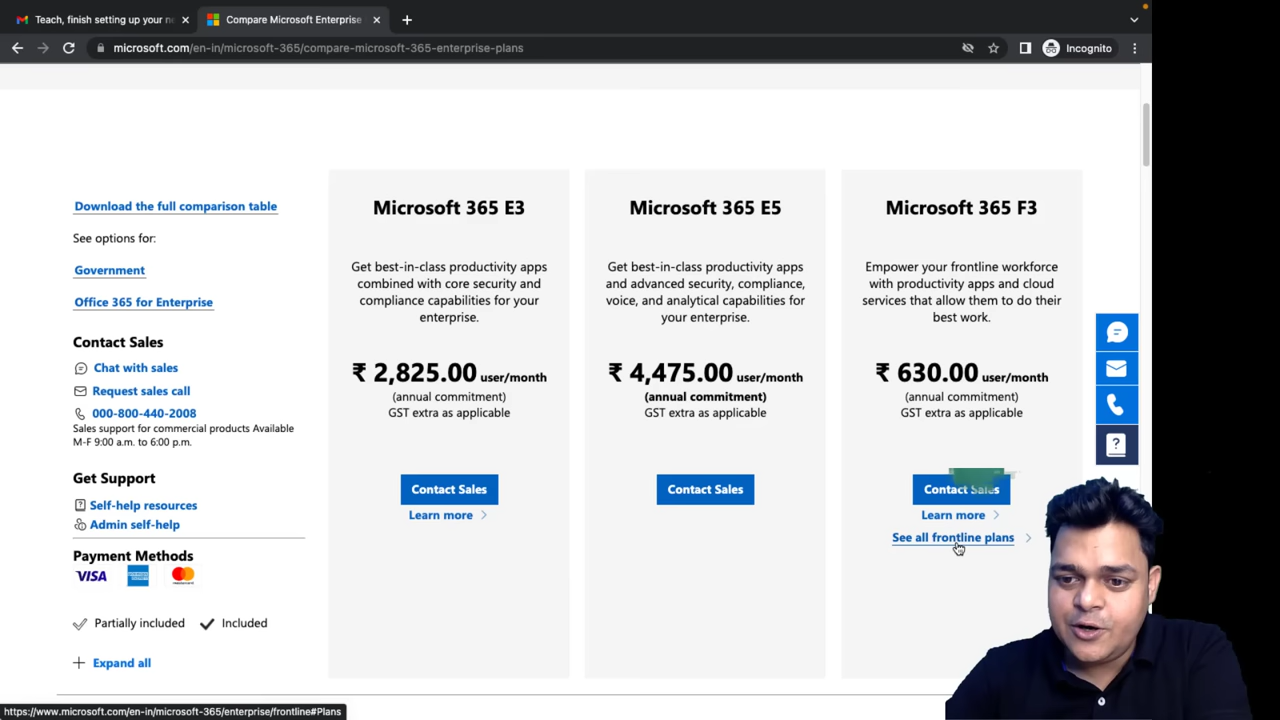 Teach, finish setting up your n
Compare Microsoft Enterprise
microsoft.com/en-in/microsoft-365/compare-microsoft-365-enterprise-plans
Incognito
Download the full comparison table
See options for:
Government
Office 365 for Enterprise
Contact Sales
Chat with sales
Request sales call
000-800-440-2008
Sales support for commercial products Available
M-F 9:00 a.m. to 6:00 p.m.
Get Support
Self-help resources
Admin self-help
Payment Methods
VISA
Partially included
Included
Expand all
Microsoft 365 E3
Get best-in-class productivity apps
combined with core security and
compliance capabilities for your
enterprise.
₹ 2,825.00 user/month
(annual commitment)
GST extra as applicable
Contact Sales
Learn more
Microsoft 365 E5
Get best-in-class productivity apps
and advanced security, compliance,
voice, and analytical capabilities for
your enterprise.
₹ 4,475.00 user/month
(annual commitment)
GST extra as applicable
Contact Sales
Microsoft 365 F3
Empower your frontline workforce
with productivity apps and cloud
services that allow them to do their
best work.
₹ 630.00 user/month
(annual commitment)
GST extra as applicable
Contact Sales
Learn more
See all frontline plans
https://www.microsoft.com/en-in/microsoft-365/enterprise/frontline#Plans